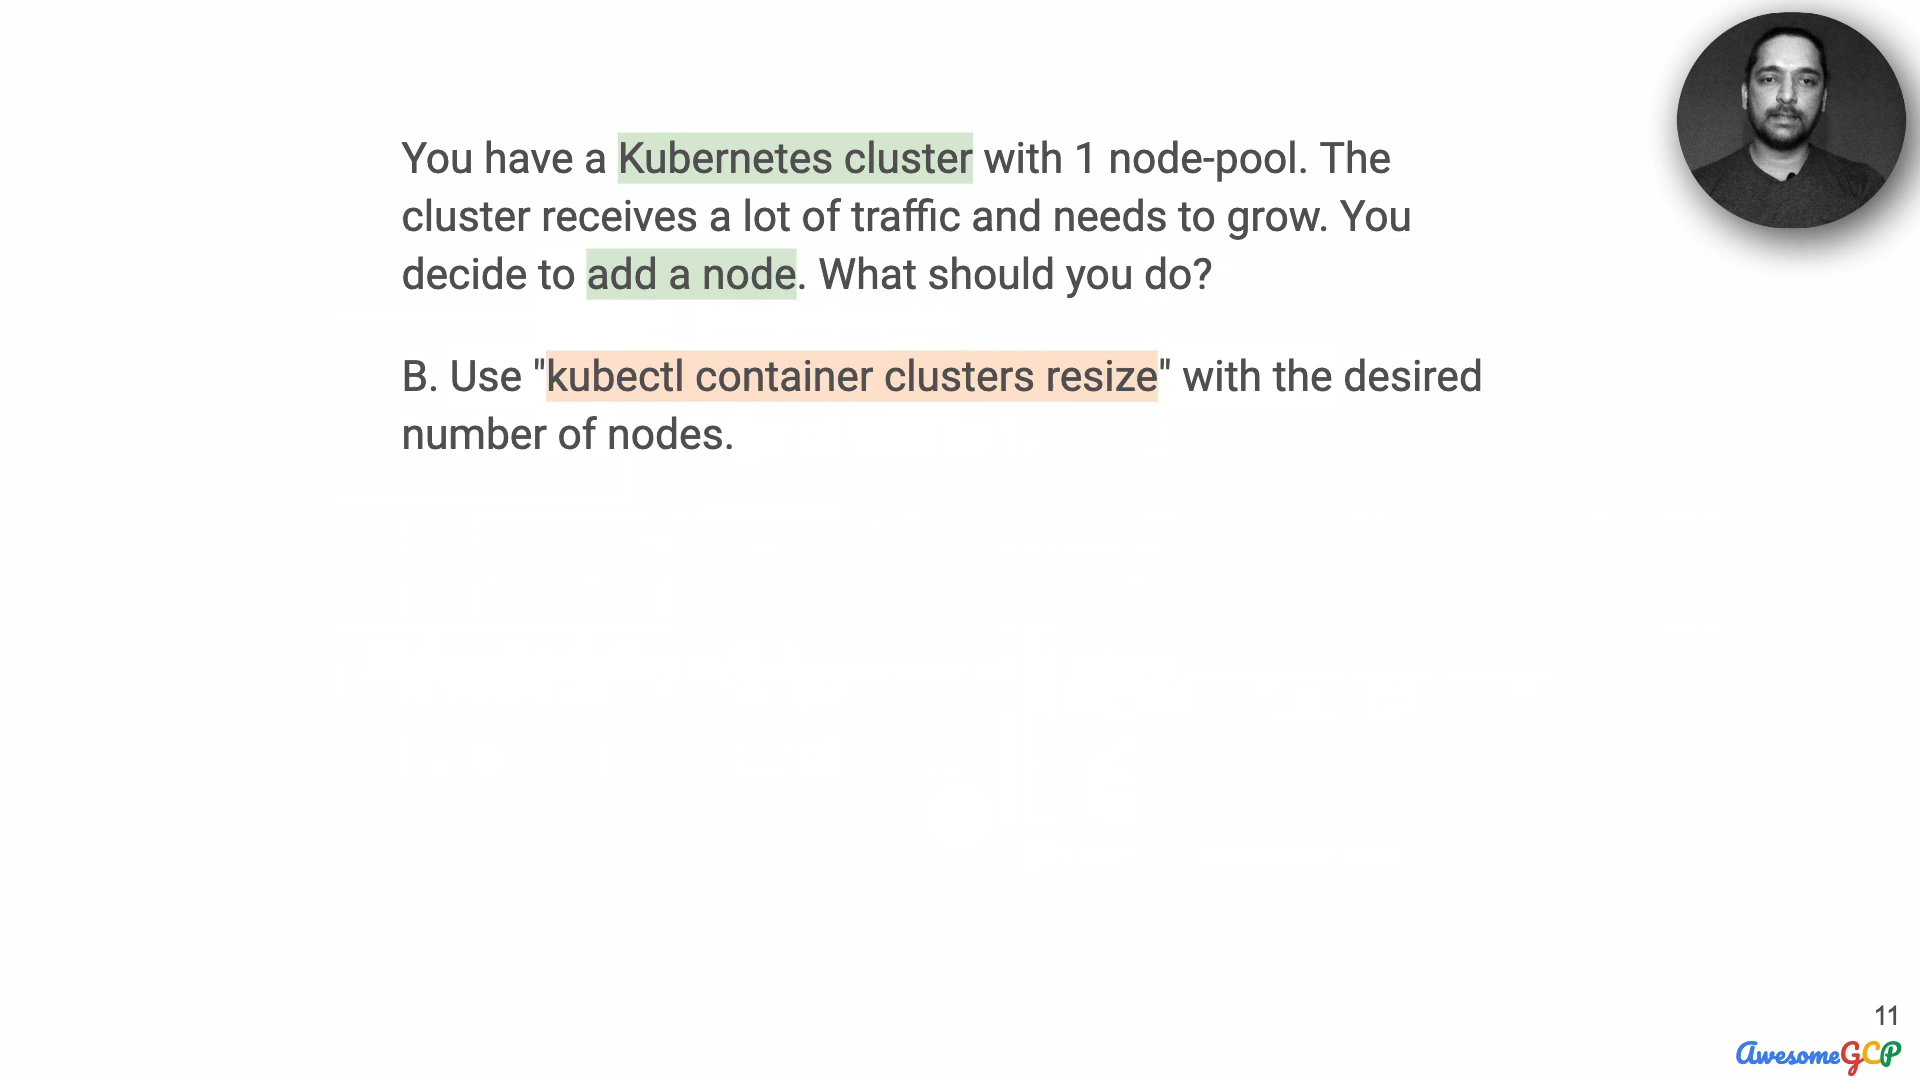 You have a Kubernetes cluster with 1 node-pool. The
cluster receives a lot of traffic and needs to grow. You
decide to add a node. What should you do?
B. Use "kubectl container clusters resize" with the desired
number of nodes.
11
AwesomeGCP